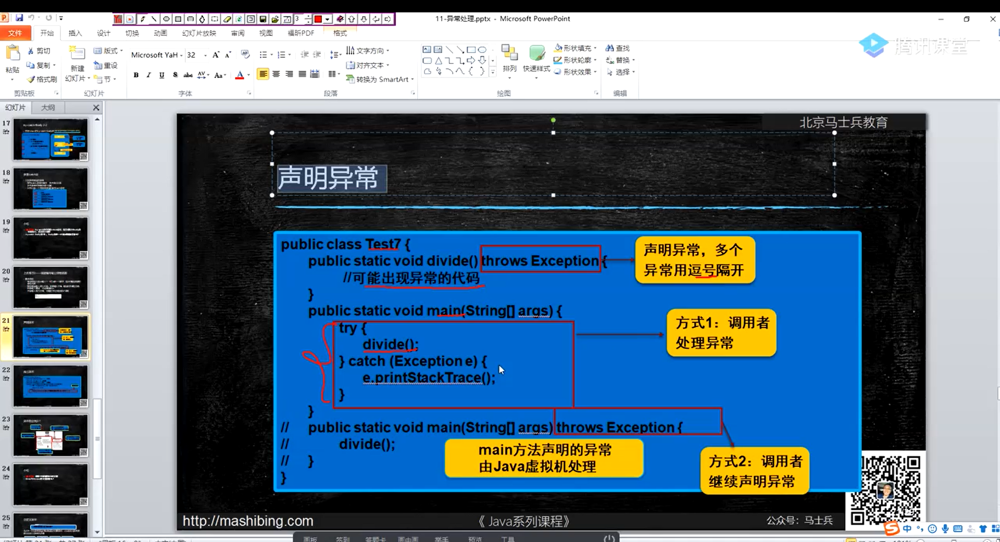 11-异常处理.pptx - Microsoft PowerPoint
文件 开始 插入 设计 切换 动画 幻灯片放映 审阅 视图 福昕PDF 格式
腾讯课堂
粘贴
剪切
复制
格式刷
剪贴板
新建
幻灯片
版式
重设
节
幻灯片
Microsoft YaH 32
字体
文字方向
对齐文本
转换为 SmartArt
段落
排列
快速样式
形状填充
形状轮廓
形状效果
绘图
查找
替换
选择
编辑
幻灯片 大纲
17
18
19
20
21
22
23
24
25
北京马士兵教育
声明异常
public class Test7 {
public static void divide() throws Exception {
//可能出现异常的代码
}
public static void main(String[] args) {
try {
divide();
} catch (Exception e) {
e.printStackTrace();
}
}
// public static void main(String[] args) throws Exception {
// divide();
// }
}
声明异常，多个
异常用逗号隔开
方式1：调用者
处理异常
main方法声明的异常
由Java虚拟机处理
方式2：调用者
继续声明异常
http://mashibing.com
《Java系列课程》
公众号：马士兵
中